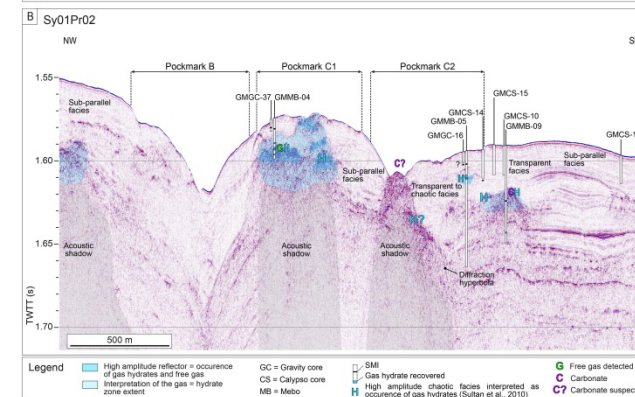 B Sy01Pr02
NW
Pockmark B
Pockmark C1
Pockmark C2
1.55
Sub-parallel
facies
GMGC-37
GMMB-04
GMCS-15
GMCS-14
GMMB-05
GMCS-10
GMGC-16
GMMB-09
GMCS-1
1.60
G
H
Sub-parallel
facies
C?
?
H
Transparent to
chaotic facies
Transparent
facies
Sub-parallel
facies
H
H
H?
1.65
Acoustic
shadow
Acoustic
shadow
Acoustic
shadow
Diffraction
hyperbola
TWTT (s)
1.70
500 m
Legend
High amplitude reflector = occurence
of gas hydrates and free gas
Interpretation of the gas = hydrate
zone extent
GC = Gravity core
CS = Calypso core
MB = Mebo
SMI
Gas hydrate recovered
H High amplitude chaotic facies interpreted as
occurence of gas hydrates (Sultan et al., 2010)
G Free gas detected
C Carbonate
C? Carbonate suspec